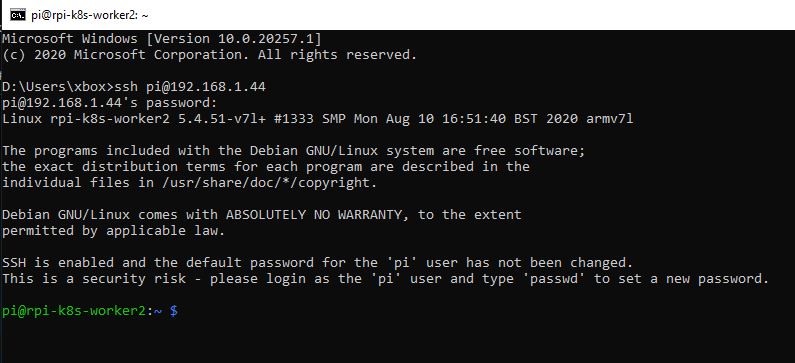 pi@rpi-k8s-worker2: ~
Microsoft Windows [Version 10.0.20257.1]
(c) 2020 Microsoft Corporation. All rights reserved.
D:\Users\xbox>ssh pi@192.168.1.44
pi@192.168.1.44's password:
Linux rpi-k8s-worker2 5.4.51-v7l+ #1333 SMP Mon Aug 10 16:51:40 BST 2020 armv7l
The programs included with the Debian GNU/Linux system are free software;
the exact distribution terms for each program are described in the
individual files in /usr/share/doc/*/copyright.
Debian GNU/Linux comes with ABSOLUTELY NO WARRANTY, to the extent
permitted by applicable law.
SSH is enabled and the default password for the 'pi' user has not been changed.
This is a security risk - please login as the 'pi' user and type 'passwd' to set a new password.
pi@rpi-k8s-worker2:~ $